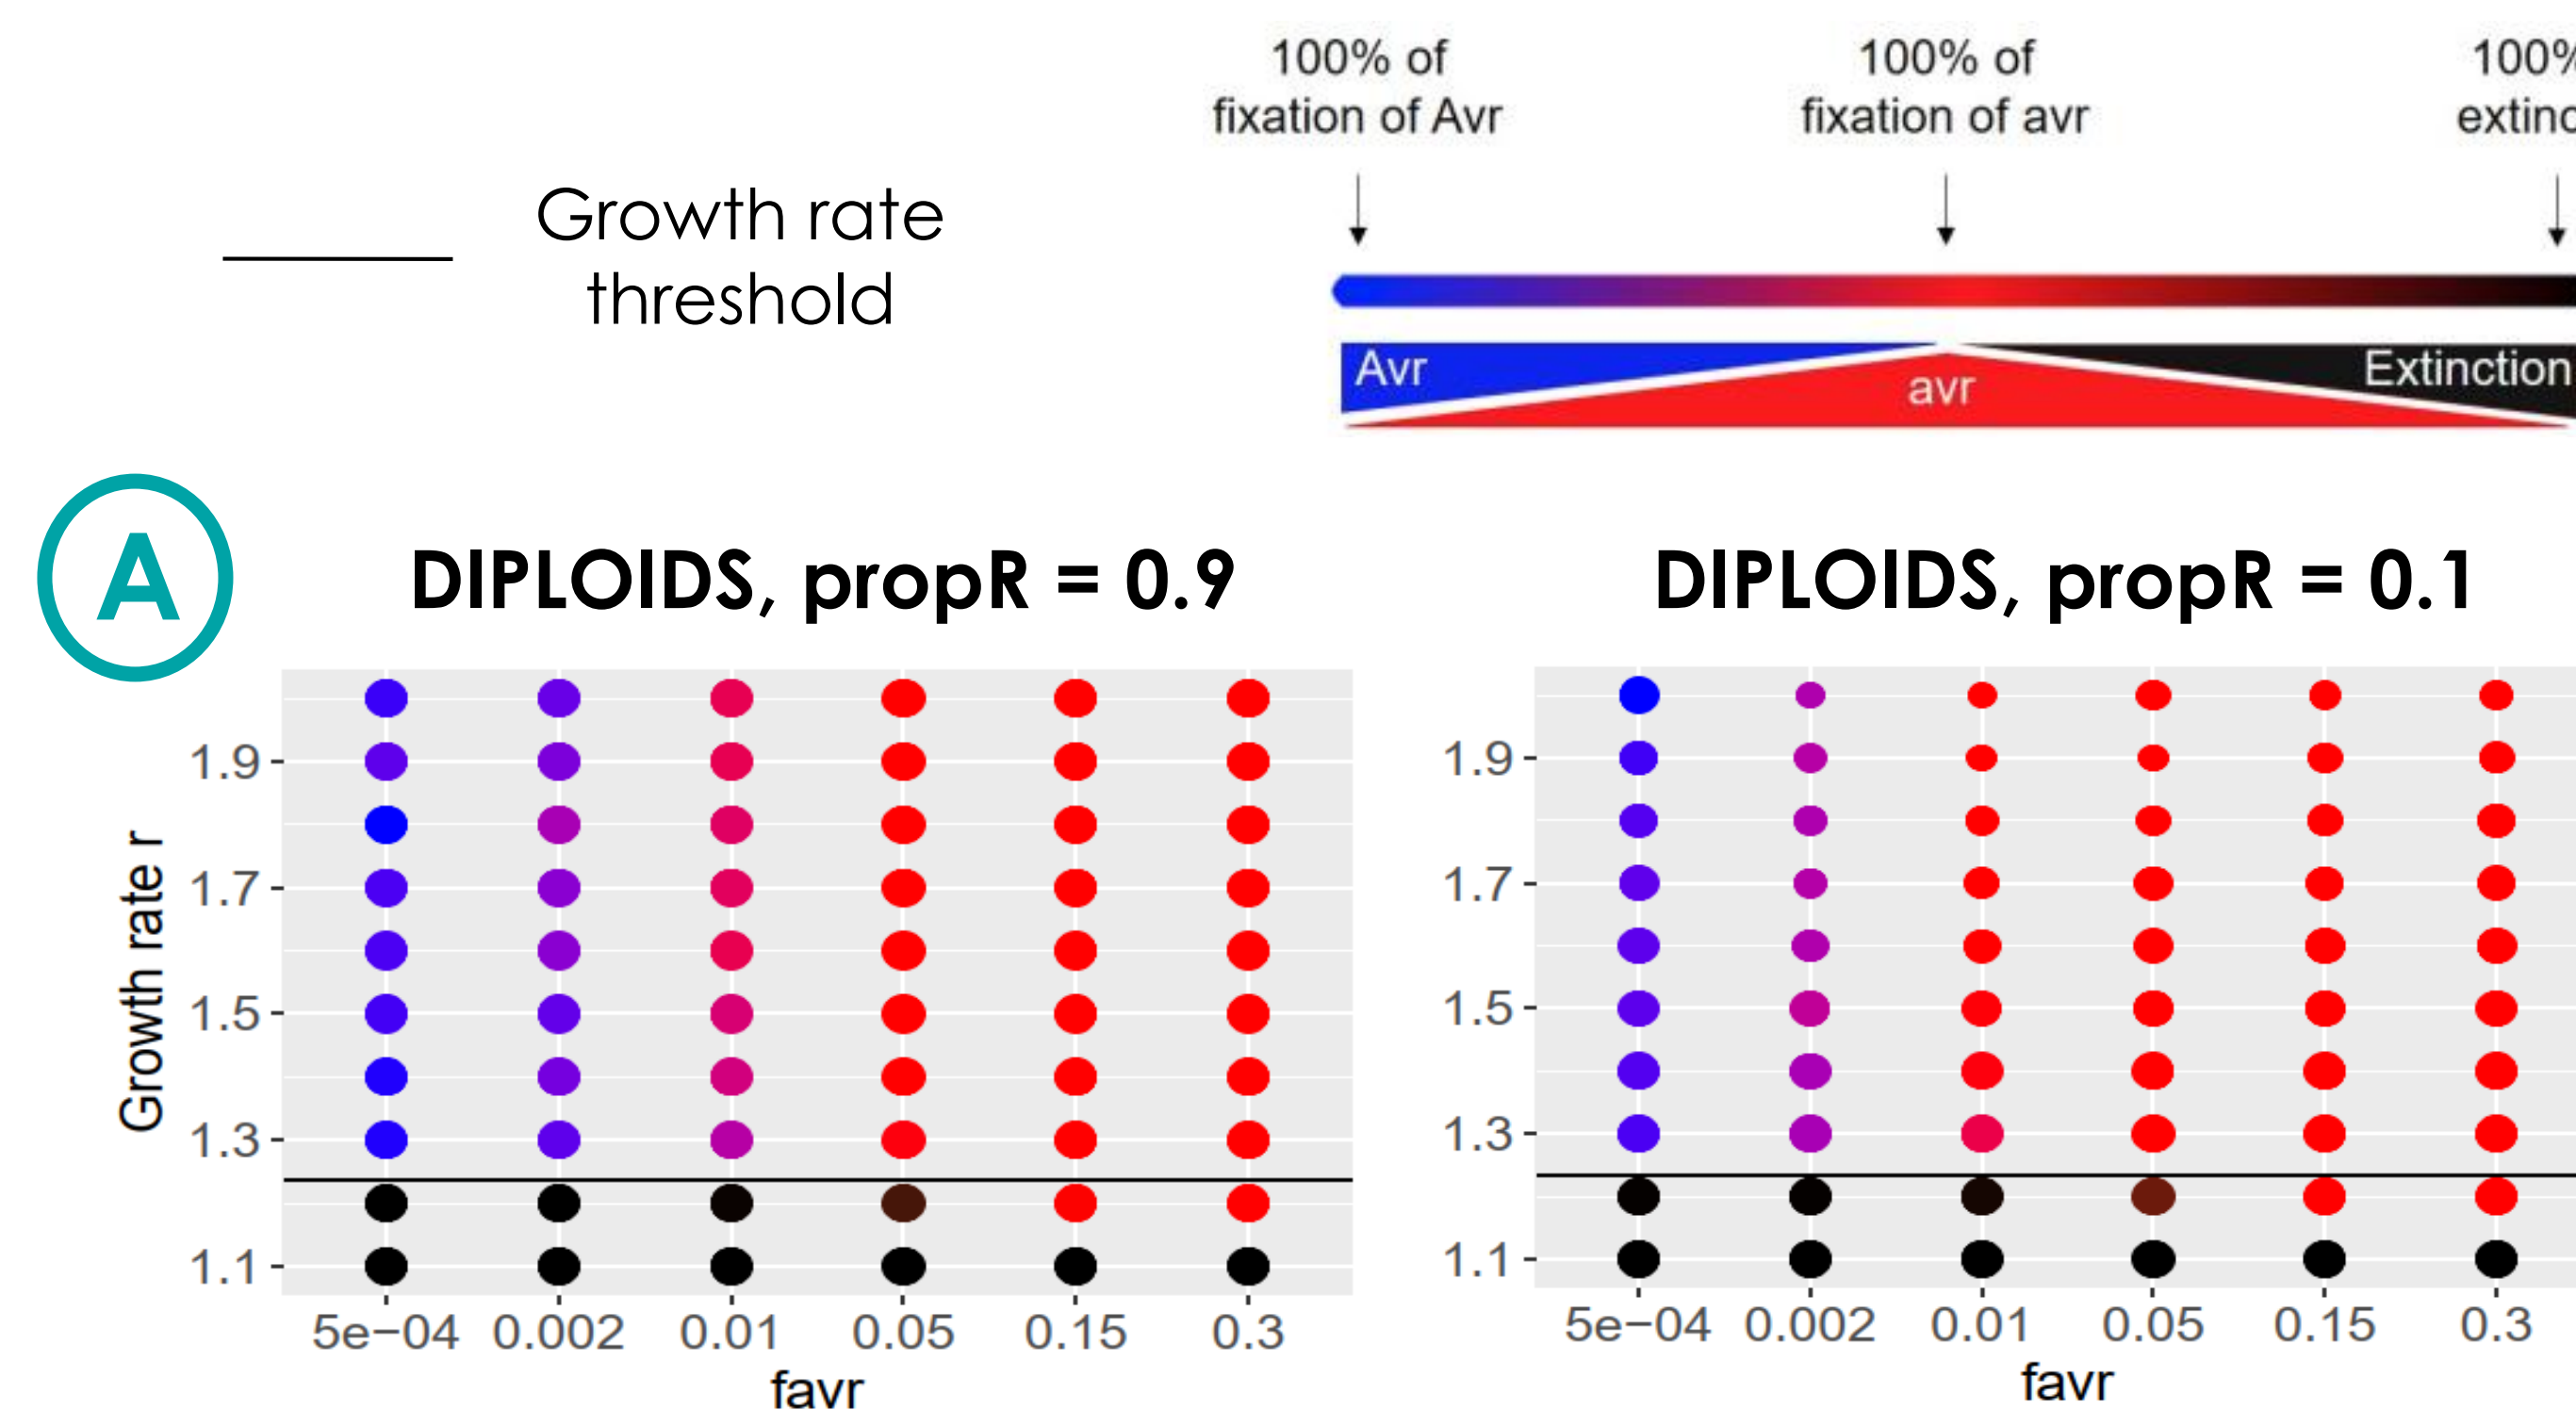 100% of
fixation of Avr
100% of
fixation of avr
100%
extinc
Growth rate
threshold
Avr
avr
Extinction
A
DIPLOIDS, propR = 0.9
DIPLOIDS, propR = 0.1
Growth rate r
1.9
1.7
1.5
1.3
1.1
5e−04 0.002 0.01 0.05 0.15 0.3
favr
1.9
1.7
1.5
1.3
1.1
5e−04 0.002 0.01 0.05 0.15 0.3
favr